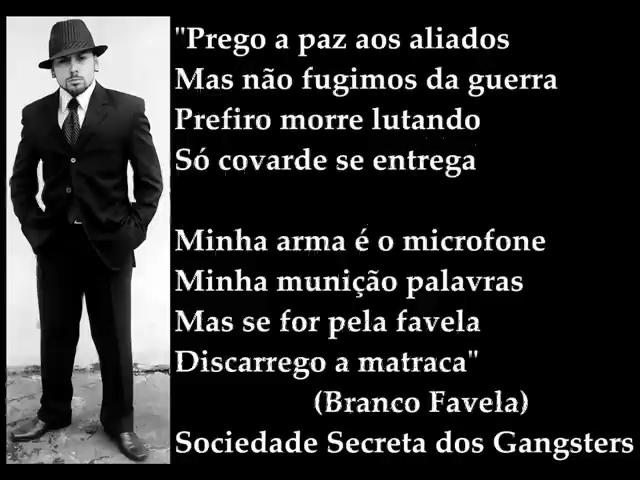 "Prego a paz aos aliados
Mas não fugimos da guerra
Prefiro morre lutando
Só covarde se entrega
Minha arma é o microfone
Minha munição palavras
Mas se for pela favela
Discarrego a matraca"
(Branco Favela)
Sociedade Secreta dos Gangsters